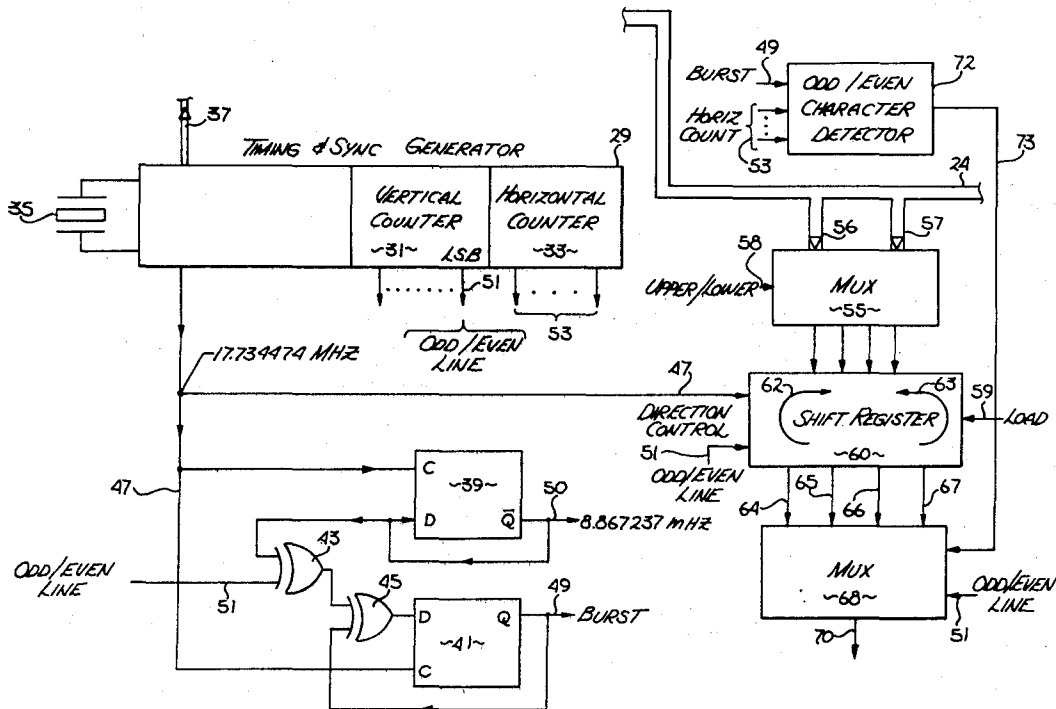 37
TIMING & SYNC GENERATOR
29
35
VERTICAL
COUNTER
~31~
LSB
HORIZONTAL
COUNTER
~33~
51
53
ODD/EVEN
LINE
17.734474 MHZ
47
47
C
~39~
D
Q̅
50
8.867237 MHZ
43
ODD/EVEN
LINE
51
45
D
Q
~41~
C
49
BURST
49
BURST
HORIZ
COUNT
53
ODD/EVEN
CHARACTER
DETECTOR
72
73
24
56
57
58
UPPER/LOWER
MUX
~55~
62
63
SHIFT REGISTER
~60~
59
LOAD
DIRECTION
CONTROL
51
ODD/EVEN
LINE
64
65
66
67
MUX
~68~
ODD/EVEN
LINE
51
70